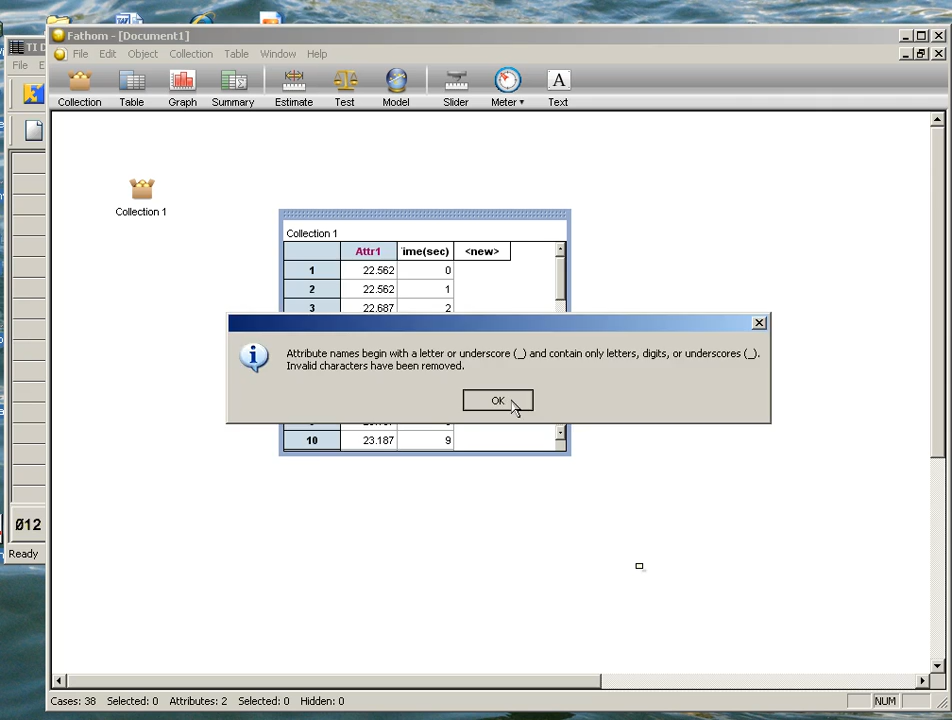 TI D
Fathom - [Document1]
File E
File Edit Object Collection Table Window Help
Collection Table Graph Summary Estimate Test Model Slider Meter Text
A
Collection 1
Collection 1
Attr1 ime(sec) <new>
1 22.562 0
2 22.562 1
3 22.687 2
Attribute names begin with a letter or underscore (_) and contain only letters, digits, or underscores (_).
Invalid characters have been removed.
OK
10 23.187 9
Ø12
Ready
Cases: 38 Selected: 0 Attributes: 2 Selected: 0 Hidden: 0
NUM